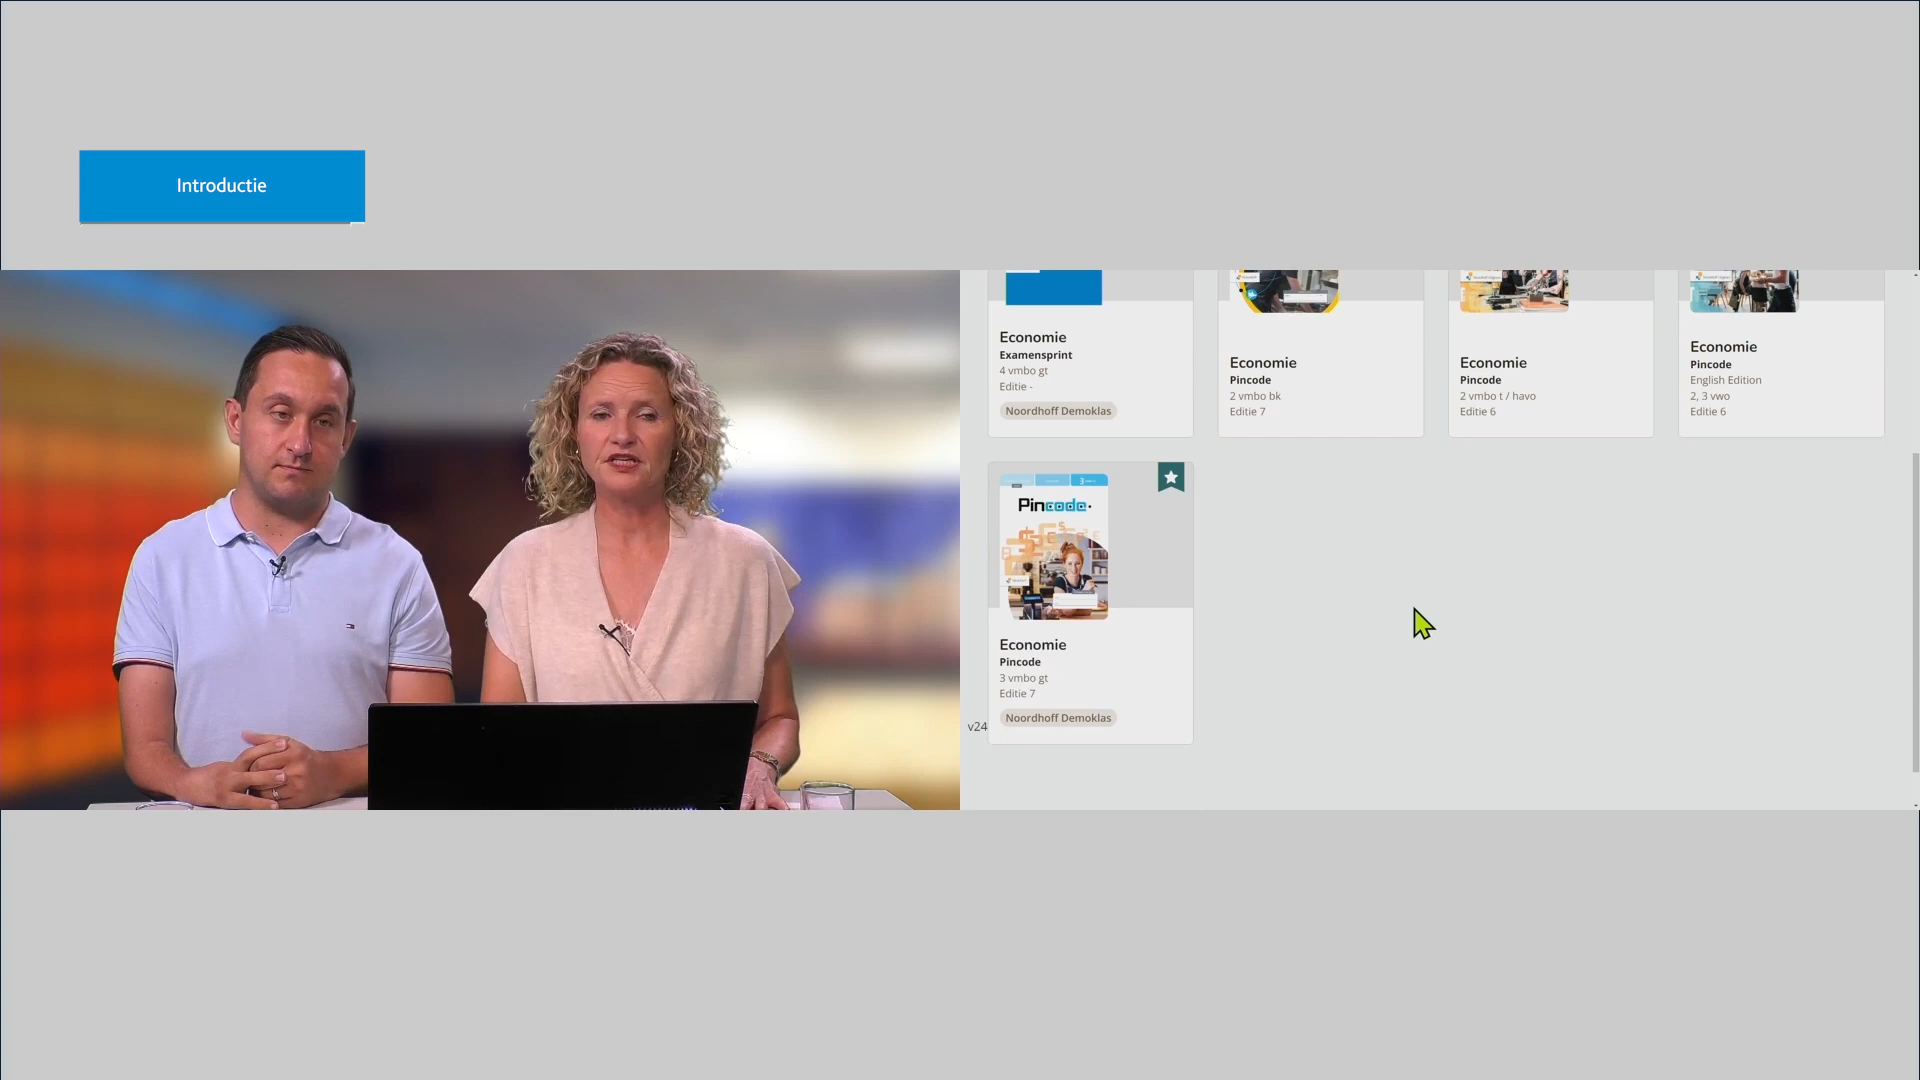 Introductie
Economie
Examensprint
4 vmbo gt
Editie -
Noordhoff Demoklas
Economie
Pincode
2 vmbo bk
Editie 7
Economie
Pincode
2 vmbo t / havo
Editie 6
Economie
Pincode
English Edition
2, 3 vwo
Editie 6
Pincode
Economie
Pincode
3 vmbo gt
Editie 7
Noordhoff Demoklas
v24